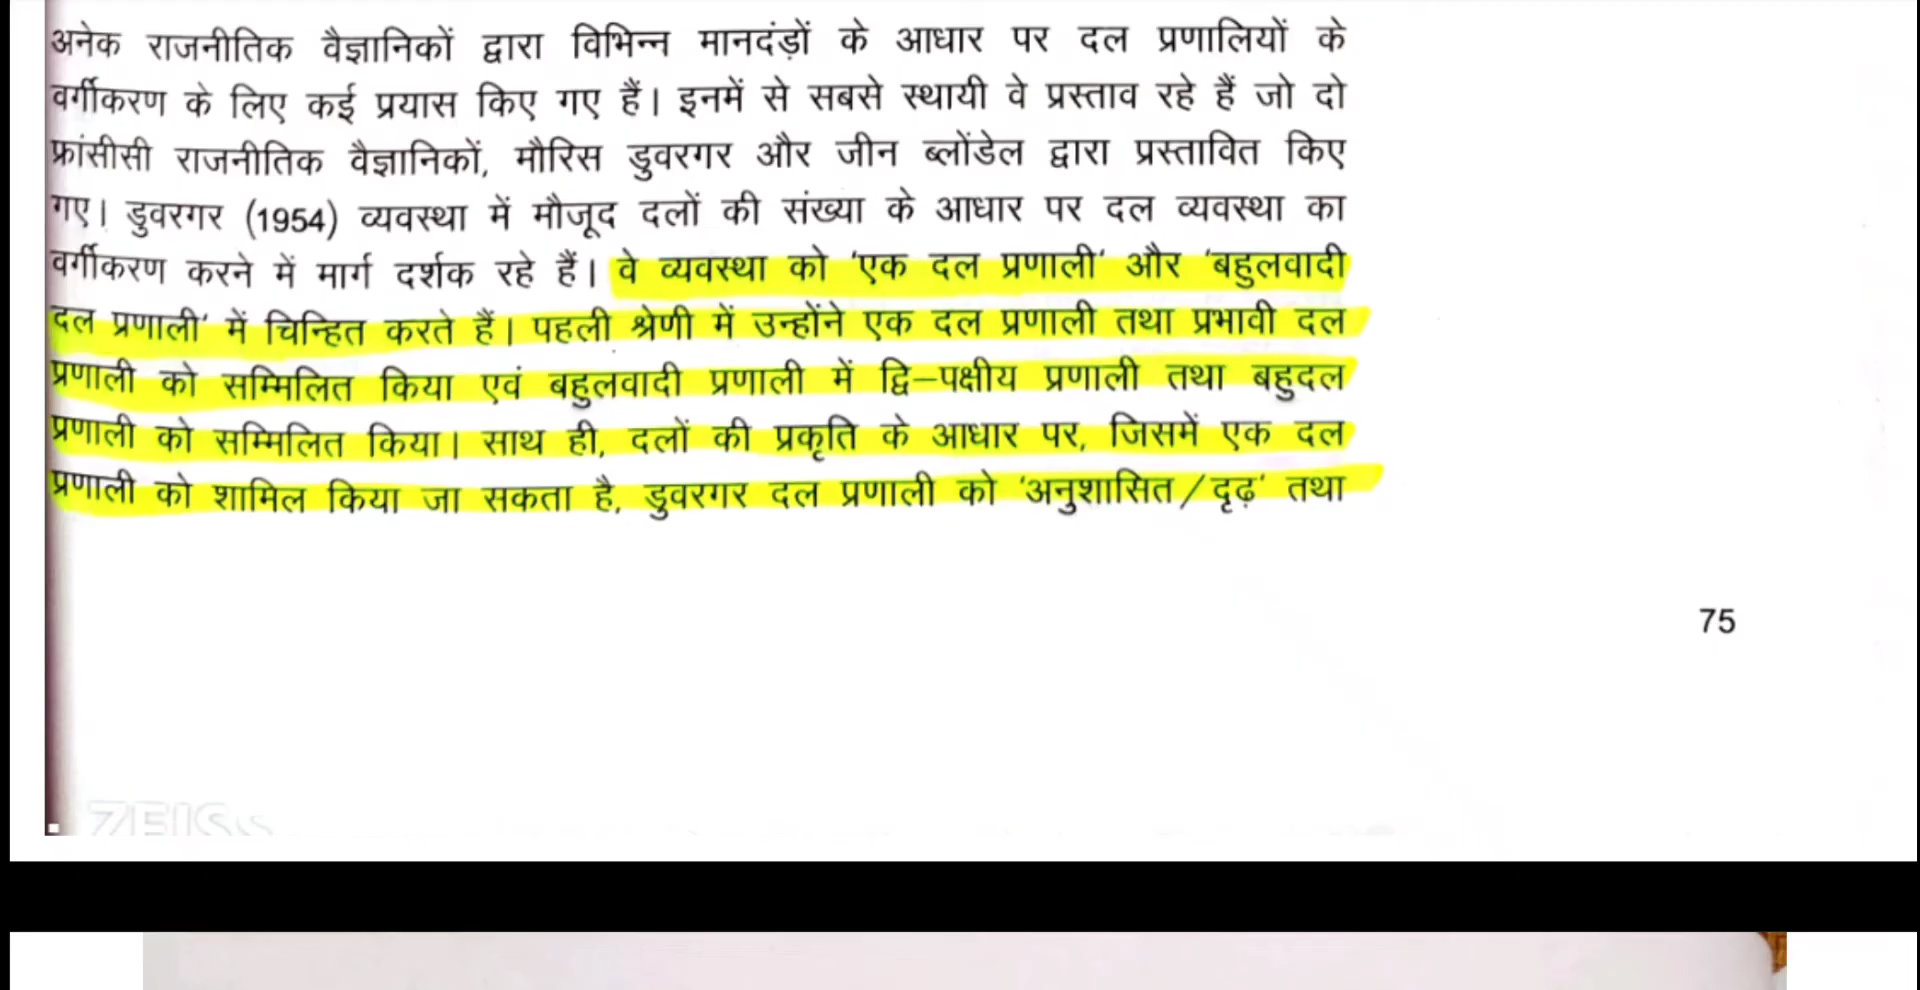 अनेक राजनीतिक वैज्ञानिकों द्वारा विभिन्न मानदंड़ों के आधार पर दल प्रणालियों के
वर्गीकरण के लिए कई प्रयास किए गए हैं। इनमें से सबसे स्थायी वे प्रस्ताव रहे हैं जो दो
फ्रांसीसी राजनीतिक वैज्ञानिकों, मौरिस डुवरगर और जीन ब्लोंडेल द्वारा प्रस्तावित किए
गए। डुवरगर (1954) व्यवस्था में मौजूद दलों की संख्या के आधार पर दल व्यवस्था का
वर्गीकरण करने में मार्ग दर्शक रहे हैं। वे व्यवस्था को 'एक दल प्रणाली' और 'बहुलवादी
दल प्रणाली' में चिन्हित करते हैं। पहली श्रेणी में उन्होंने एक दल प्रणाली तथा प्रभावी दल
प्रणाली को सम्मिलित किया एवं बहुलवादी प्रणाली में द्वि–पक्षीय प्रणाली तथा बहुदल
प्रणाली को सम्मिलित किया। साथ ही, दलों की प्रकृति के आधार पर, जिसमें एक दल
प्रणाली को शामिल किया जा सकता है, डुवरगर दल प्रणाली को 'अनुशासित/दृढ़' तथा
75
ZEISS